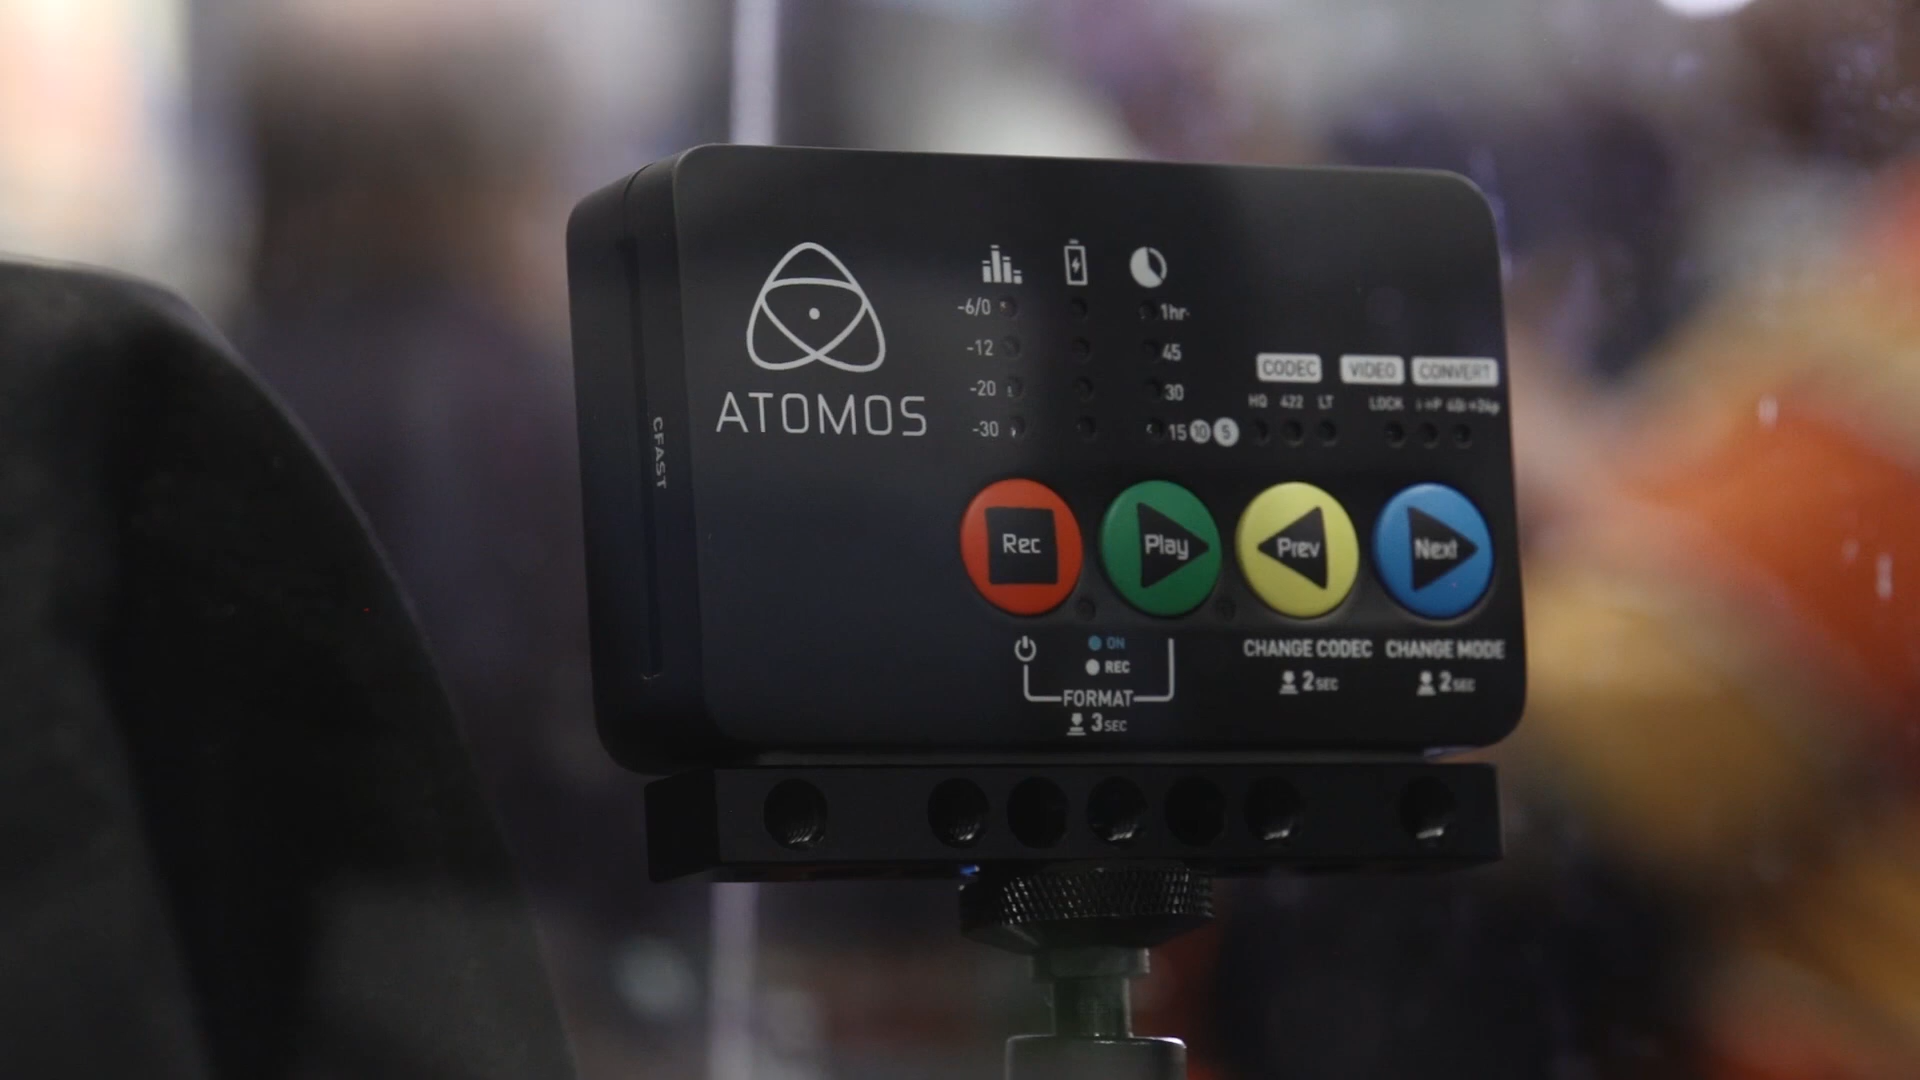 CFAST
ATOMOS
-6/0 1hr
-12 45
-20 30
-30 15 10 5
CODEC VIDEO CONVERT
HQ 422 LT LOCK
Rec Play Prev Next
ON
REC
FORMAT
3SEC
CHANGE CODEC CHANGE MODE
2SEC 2SEC